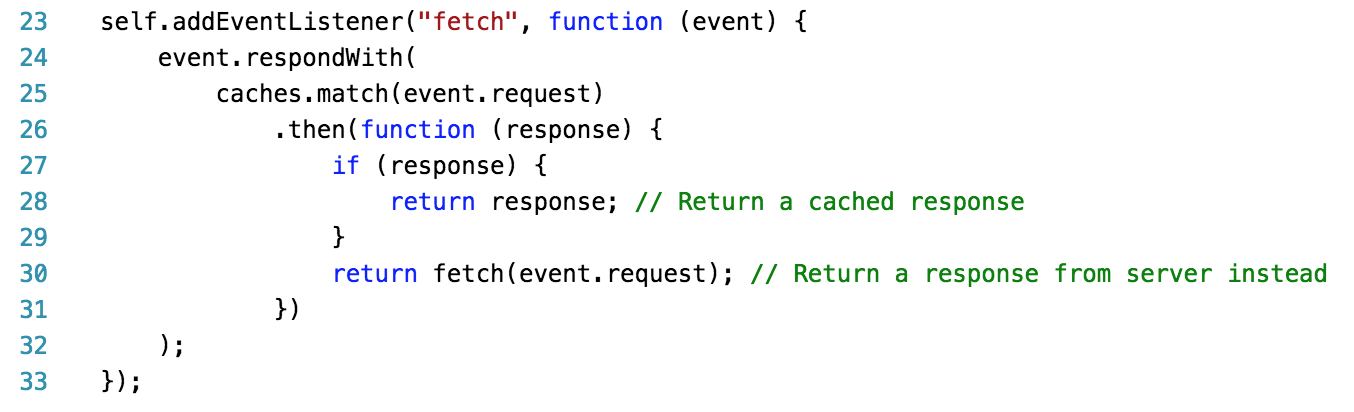 23    self.addEventListener("fetch", function (event) {
24        event.respondWith(
25            caches.match(event.request)
26                .then(function (response) {
27                    if (response) {
28                        return response; // Return a cached response
29                    }
30                    return fetch(event.request); // Return a response from server instead
31                })
32        );
33    });